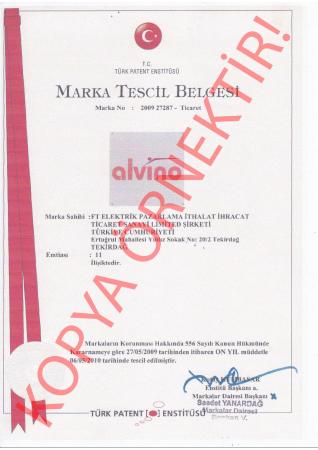 T.C.
TÜRK PATENT ENSTİTÜSÜ
MARKA TESCİL BELGESİ
Marka No : 2009 27287 - Ticaret
alvino
Marka Sahibi :FT ELEKTRİK PAZARLAMA İTHALAT İHRACAT
TİCARET SANAYİ LİMİTED ŞİRKETİ
TÜRKİYE CUMHURİYETİ
Ertuğrul Mahallesi Yıldız Sokak No: 20/2 Tekirdağ
TEKİRDAĞ
Emtiası : 11
İlişiktedir.
KOPYA ÖRNEKTİR!
Markaların Korunması Hakkında 556 Sayılı Kanun Hükmünde
Kararnameye göre 27/05/2009 tarihinden itibaren ON YIL müddetle
06/05/2010 tarihinde tescil edilmiştir.
Enstitü Başkanı a.
Markalar Dairesi Başkanı
Saadet YANARDAĞ
Markalar Dairesi
Başkan V.
TÜRK PATENT ENSTİTÜSÜ